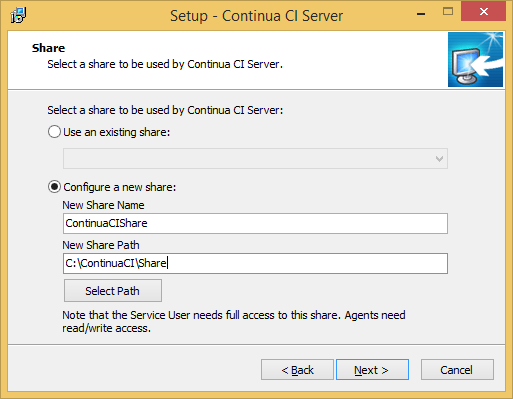 Setup - Continua CI Server
Share
Select a share to be used by Continua CI Server.
Select a share to be used by Continua CI Server:
Use an existing share:
Configure a new share:
New Share Name
ContinuaCIShare
New Share Path
C:\ContinuaCI\Share
Select Path
Note that the Service User needs full access to this share. Agents need
read/write access.
< Back
Next >
Cancel